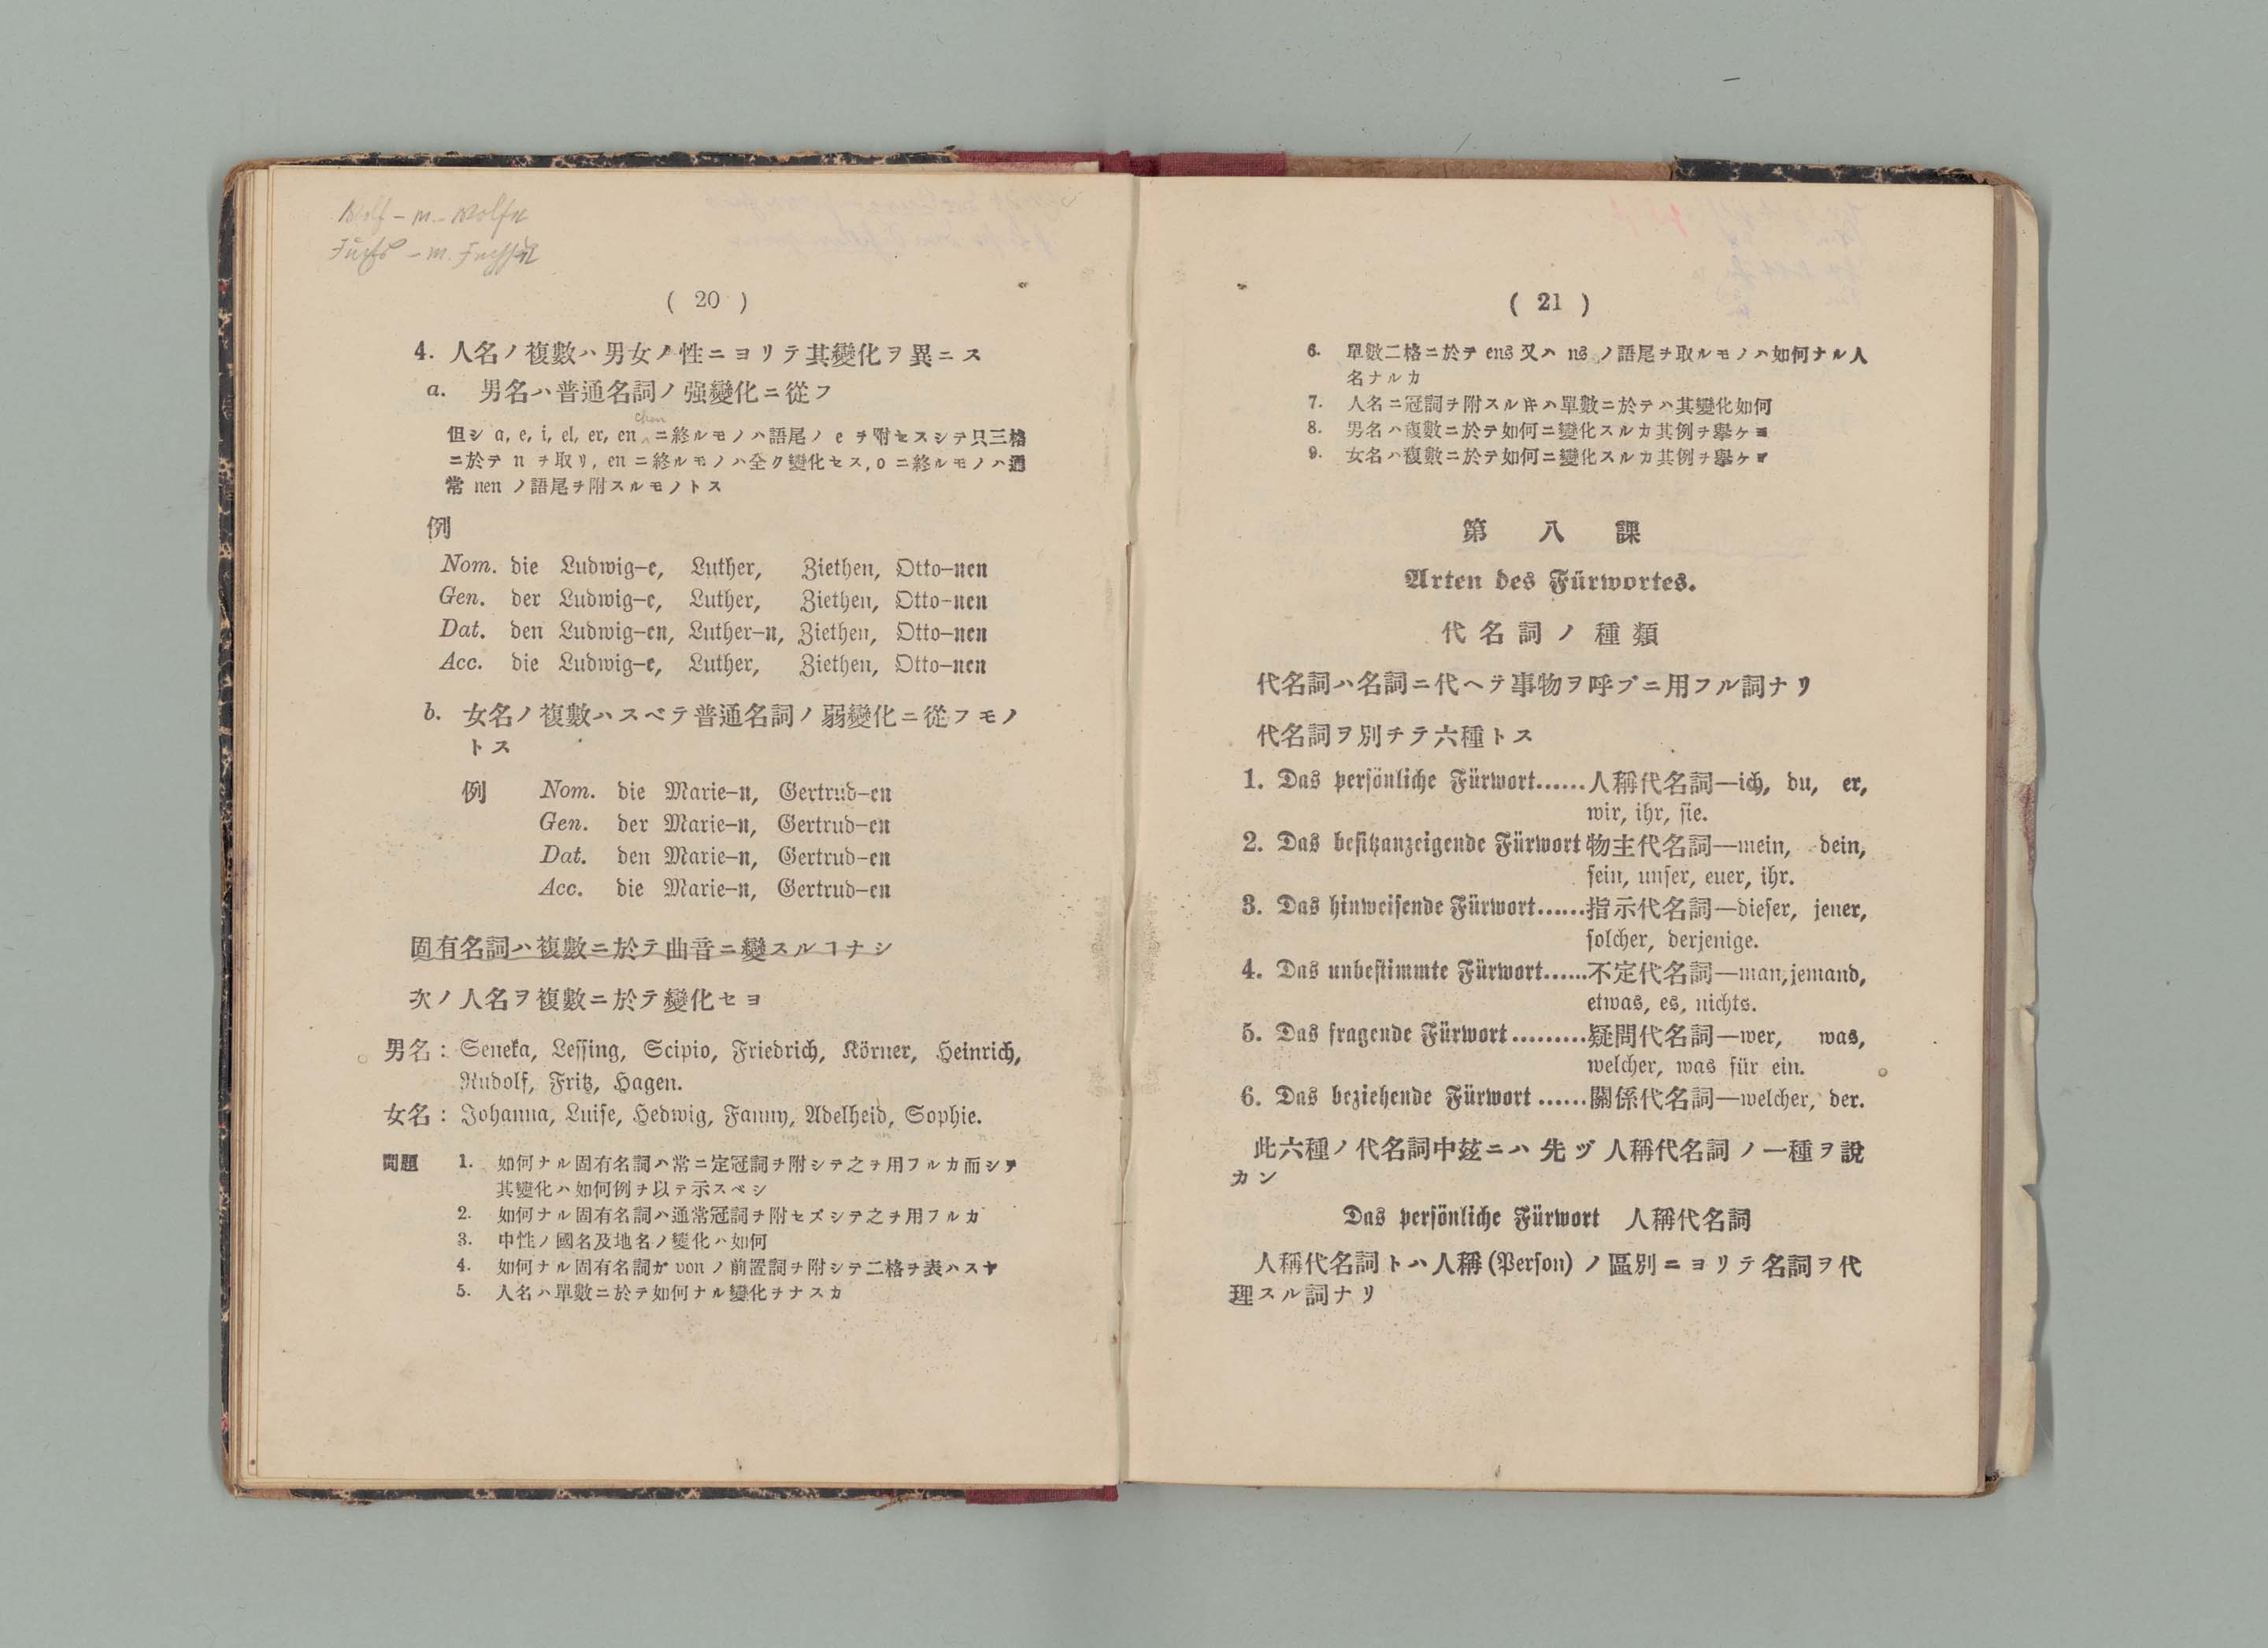 Wolf – m. Wolfin
Fuchs – m.
( 20 )
4. 人名ノ複數ハ男女ノ性ニヨリテ其變化ヲ異ニス
a. 男名ハ普通名詞ノ强變化ニ從フ
chen
但シ a, e, i, el, er, en ニ終ルモノハ語尾ノ e ヲ附セスシテ只三格
ニ於テ n ヲ取リ, en ニ終ルモノハ全ク變化セス, o ニ終ルモノハ通
常 nen ノ語尾ヲ附スルモノトス
例
Nom. die Ludwig–e, Luther, Ziethen, Otto–nen
Gen. der Ludwig–e, Luther, Ziethen, Otto–nen
Dat. den Ludwig–en, Luther–n, Ziethen, Otto–nen
Acc. die Ludwig–e, Luther, Ziethen, Otto–nen
b. 女名ノ複數ハスベテ普通名詞ノ弱變化ニ從フモノ
トス
例 Nom. die Marie–n, Gertrud–en
Gen. der Marie–n, Gertrud–en
Dat. den Marie–n, Gertrud–en
Acc. die Marie–n, Gertrud–en
固有名詞ハ複數ニ於テ曲音ニ變スルヿナシ
次ノ人名ヲ複數ニ於テ變化セヨ
男名: Seneka, Lessing, Scipio, Friedrich, Körner, Heinrich,
Rudolf, Fritz, Hagen.
女名: Johanna, Luise, Hedwig, Fanny, Adelheid, Sophie.
問題 1. 如何ナル固有名詞ハ常ニ定冠詞ヲ附シテ之ヲ用フルカ而シテ
其變化ハ如何例ヲ以テ示スベシ
2. 如何ナル固有名詞ハ通常冠詞ヲ附セズシテ之ヲ用フルカ
3. 中性ノ國名及地名ノ變化ハ如何
4. 如何ナル固有名詞ガ von ノ前置詞ヲ附シテ二格ヲ表ハスヤ
5. 人名ハ單數ニ於テ如何ナル變化ヲナスカ
( 21 )
6. 單數二格ニ於テ ens 又ハ ns ノ語尾ヲ取ルモノハ如何ナル人
名ナルカ
7. 人名ニ冠詞ヲ附スルキハ單數ニ於テハ其變化如何
8. 男名ハ複數ニ於テ如何ニ變化スルカ其例ヲ擧ケヨ
9. 女名ハ複數ニ於テ如何ニ變化スルカ其例ヲ擧ケヨ
第八課
Arten des Fürwortes.
代名詞ノ種類
代名詞ハ名詞ニ代ヘテ事物ヲ呼ブニ用フル詞ナリ
代名詞ヲ別チテ六種トス
1. Das persönliche Fürwort......人稱代名詞—ich, du, er,
wir, ihr, sie.
2. Das besitzanzeigende Fürwort物主代名詞—mein, dein,
sein, unser, euer, ihr.
3. Das hinweisende Fürwort......指示代名詞—dieser, jener,
solcher, derjenige.
4. Das unbestimmte Fürwort......不定代名詞—man, jemand,
etwas, es, nichts.
5. Das fragende Fürwort.........疑問代名詞—wer, was,
welcher, was für ein.
6. Das beziehende Fürwort......關係代名詞—welcher, der.
此六種ノ代名詞中玆ニハ先ヅ人稱代名詞ノ一種ヲ說
カン
Das persönliche Fürwort 人稱代名詞
人稱代名詞トハ人稱(Person)ノ區別ニヨリテ名詞ヲ代
理スル詞ナリ